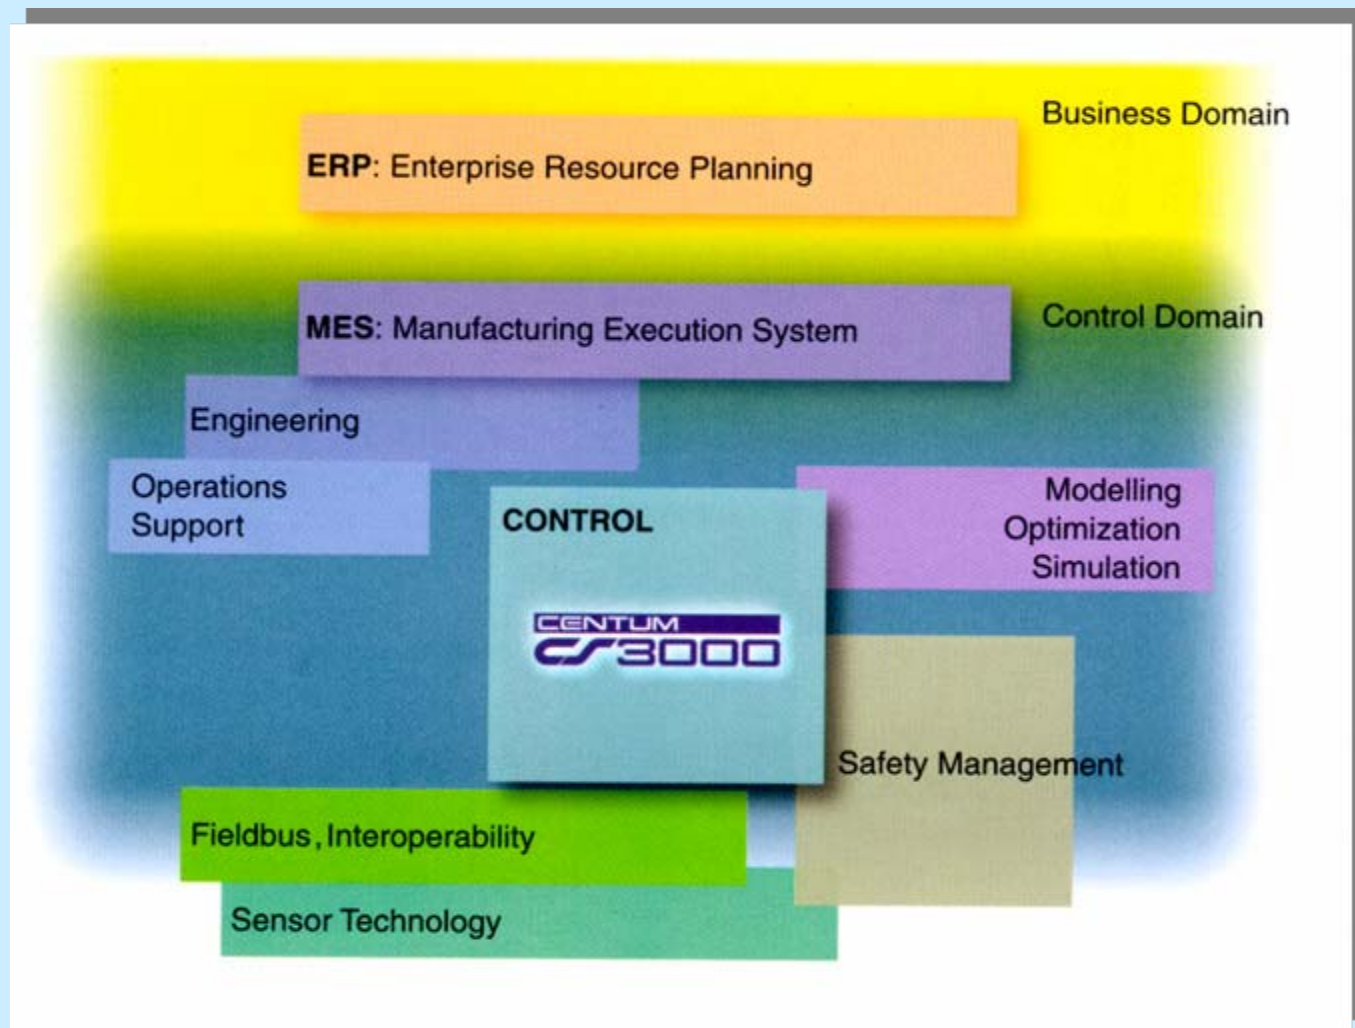 Business Domain
ERP: Enterprise Resource Planning
Control Domain
MES: Manufacturing Execution System
Engineering
Operations
Support
CONTROL
CENTUM
CS3000
Modelling
Optimization
Simulation
Safety Management
Fieldbus, Interoperability
Sensor Technology